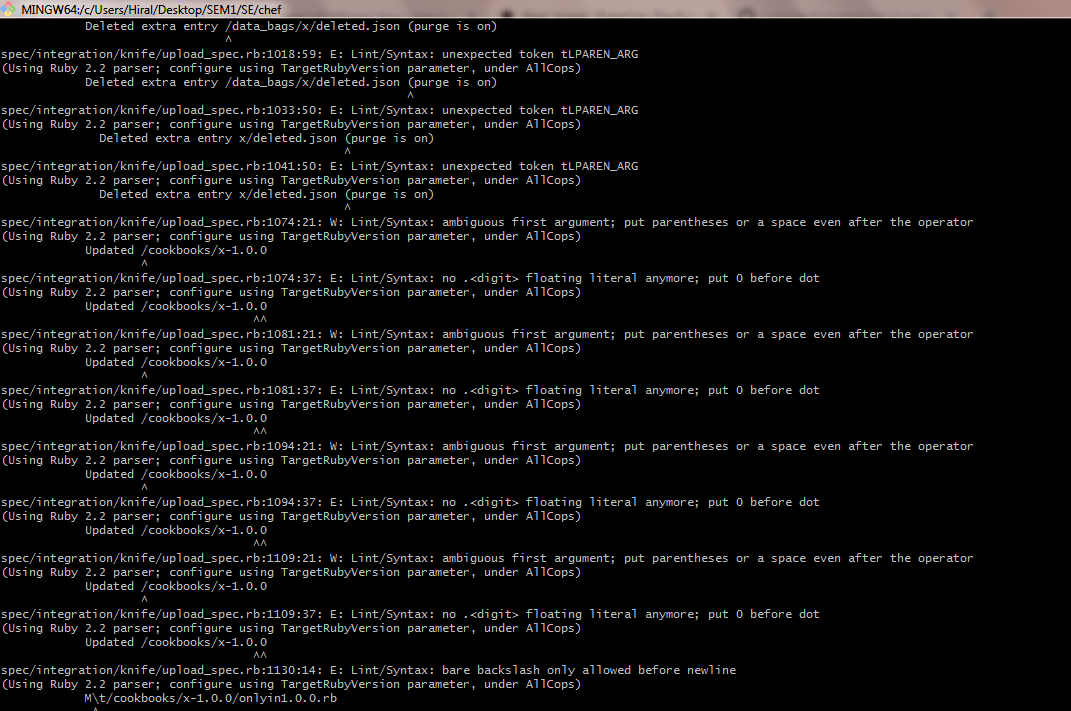 MINGW64:/c/Users/Hiral/Desktop/SEM1/SE/chef
Deleted extra entry /data_bags/x/deleted.json (purge is on)
^
spec/integration/knife/upload_spec.rb:1018:59: E: Lint/Syntax: unexpected token tLPAREN_ARG
(Using Ruby 2.2 parser; configure using TargetRubyVersion parameter, under AllCops)
Deleted extra entry /data_bags/x/deleted.json (purge is on)
^
spec/integration/knife/upload_spec.rb:1033:50: E: Lint/Syntax: unexpected token tLPAREN_ARG
(Using Ruby 2.2 parser; configure using TargetRubyVersion parameter, under AllCops)
Deleted extra entry x/deleted.json (purge is on)
^
spec/integration/knife/upload_spec.rb:1041:50: E: Lint/Syntax: unexpected token tLPAREN_ARG
(Using Ruby 2.2 parser; configure using TargetRubyVersion parameter, under AllCops)
Deleted extra entry x/deleted.json (purge is on)
^
spec/integration/knife/upload_spec.rb:1074:21: W: Lint/Syntax: ambiguous first argument; put parentheses or a space even after the operator
(Using Ruby 2.2 parser; configure using TargetRubyVersion parameter, under AllCops)
Updated /cookbooks/x-1.0.0
^
spec/integration/knife/upload_spec.rb:1074:37: E: Lint/Syntax: no .<digit> floating literal anymore; put 0 before dot
(Using Ruby 2.2 parser; configure using TargetRubyVersion parameter, under AllCops)
Updated /cookbooks/x-1.0.0
^^
spec/integration/knife/upload_spec.rb:1081:21: W: Lint/Syntax: ambiguous first argument; put parentheses or a space even after the operator
(Using Ruby 2.2 parser; configure using TargetRubyVersion parameter, under AllCops)
Updated /cookbooks/x-1.0.0
^
spec/integration/knife/upload_spec.rb:1081:37: E: Lint/Syntax: no .<digit> floating literal anymore; put 0 before dot
(Using Ruby 2.2 parser; configure using TargetRubyVersion parameter, under AllCops)
Updated /cookbooks/x-1.0.0
^^
spec/integration/knife/upload_spec.rb:1094:21: W: Lint/Syntax: ambiguous first argument; put parentheses or a space even after the operator
(Using Ruby 2.2 parser; configure using TargetRubyVersion parameter, under AllCops)
Updated /cookbooks/x-1.0.0
^
spec/integration/knife/upload_spec.rb:1094:37: E: Lint/Syntax: no .<digit> floating literal anymore; put 0 before dot
(Using Ruby 2.2 parser; configure using TargetRubyVersion parameter, under AllCops)
Updated /cookbooks/x-1.0.0
^^
spec/integration/knife/upload_spec.rb:1109:21: W: Lint/Syntax: ambiguous first argument; put parentheses or a space even after the operator
(Using Ruby 2.2 parser; configure using TargetRubyVersion parameter, under AllCops)
Updated /cookbooks/x-1.0.0
^
spec/integration/knife/upload_spec.rb:1109:37: E: Lint/Syntax: no .<digit> floating literal anymore; put 0 before dot
(Using Ruby 2.2 parser; configure using TargetRubyVersion parameter, under AllCops)
Updated /cookbooks/x-1.0.0
^^
spec/integration/knife/upload_spec.rb:1130:14: E: Lint/Syntax: bare backslash only allowed before newline
(Using Ruby 2.2 parser; configure using TargetRubyVersion parameter, under AllCops)
M\t/cookbooks/x-1.0.0/onlyin1.0.0.rb
^